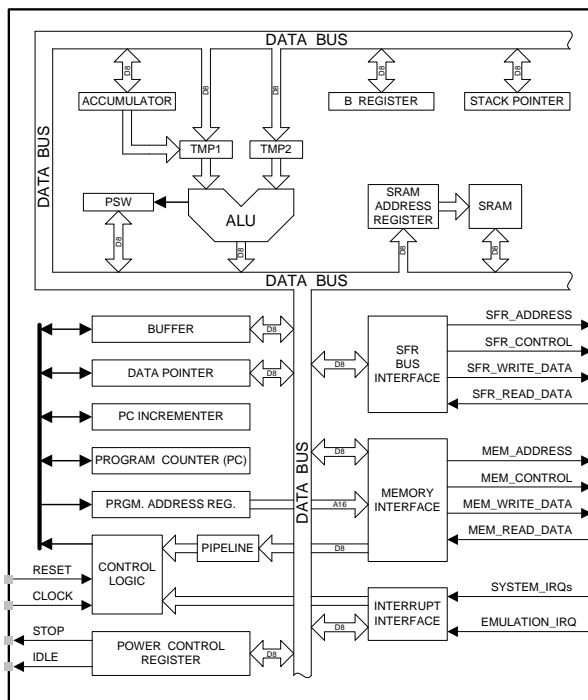 DATA BUS
D8
D8
D8
D8
D8
ACCUMULATOR
B REGISTER
STACK POINTER
DATA BUS
TMP1
TMP2
PSW
ALU
SRAM
ADDRESS
REGISTER
SRAM
D8
D8
D8
D8
DATA BUS
BUFFER
D8
DATA POINTER
D8
PC INCREMENTER
PROGRAM COUNTER (PC)
PRGM. ADDRESS REG.
A16
CONTROL
LOGIC
PIPELINE
D8
RESET
CLOCK
STOP
IDLE
POWER CONTROL
REGISTER
D8
DATA BUS
D8
SFR
BUS
INTERFACE
SFR_ADDRESS
SFR_CONTROL
SFR_WRITE_DATA
SFR_READ_DATA
D8
MEMORY
INTERFACE
MEM_ADDRESS
MEM_CONTROL
MEM_WRITE_DATA
MEM_READ_DATA
D8
INTERRUPT
INTERFACE
SYSTEM_IRQs
EMULATION_IRQ